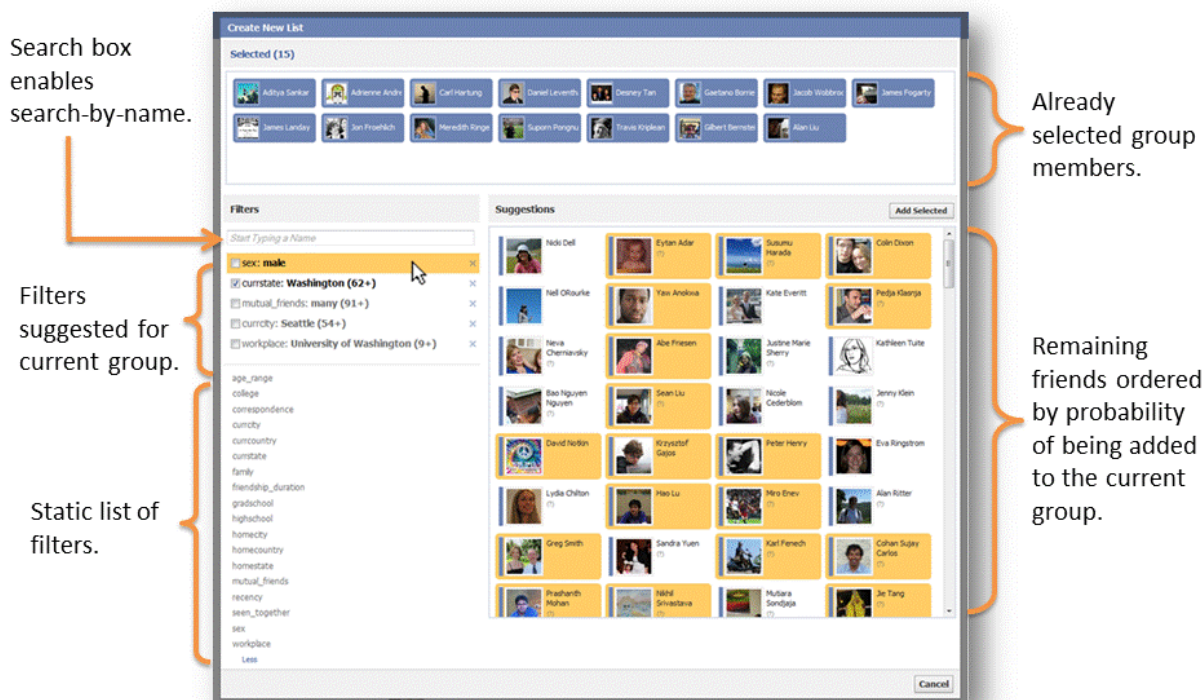 Search box
enables
search-by-name.
Filters
suggested for
current group.
Static list of
filters.
Create New List
Selected (15)
Aditya Sankar
Adrienne Andre
Carl Hartung
Daniel Leventh
Desney Tan
Gaetano Borrie
Jacob Wobbroc
James Fogarty
James Landay
Jon Froehlich
Meredith Ringe
Suporn Pongnu
Travis Kriplean
Gilbert Bernste
Alan Liu
Filters
Start Typing a Name
sex: male
currstate: Washington (62+)
mutual_friends: many (91+)
currcity: Seattle (54+)
workplace: University of Washington (9+)
age_range
college
correspondence
currcity
currcountry
currstate
family
friendship_duration
gradschool
highschool
homecity
homecountry
homestate
mutual_friends
recency
seen_together
sex
workplace
Less
Suggestions
Add Selected
Nicki Dell
Eytan Adar
(?)
Susumu
Harada
(?)
Colin Dixon
Neil ORourke
Yaw Anokwa
Kate Everitt
Pedja Klasnja
(?)
Neva
Cherniavsky
(?)
Abe Friesen
(?)
Justine Marie
Sherry
(?)
Kathleen Tuite
Bao Nguyen
Nguyen
(?)
Sean Liu
(?)
Nicole
Cederblom
Jenny Klein
(?)
David Notkin
Krzysztof
Gajos
Peter Henry
Eva Ringstrom
Lydia Chilton
(?)
Hao Lu
(?)
Miro Enev
(?)
Alan Ritter
(?)
Greg Smith
(?)
Sandra Yuen
(?)
Karl Fenech
(?)
Cohan Sujay
Carlos
(?)
Prashanth
Mohan
(?)
Nikhil
Srivastava
(?)
Mutiara
Sondjaja
(?)
Jie Tang
(?)
Cancel
Already
selected group
members.
Remaining
friends ordered
by probability
of being added
to the current
group.